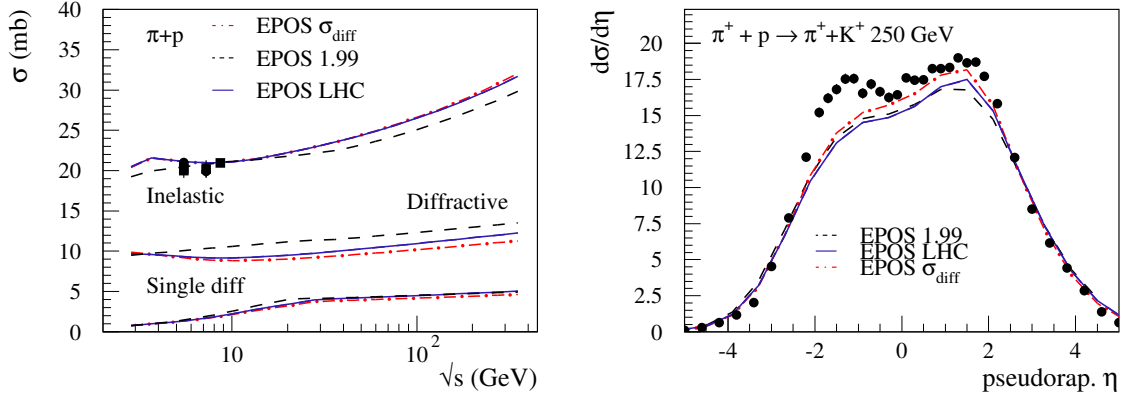 σ (mb)
40
35
30
25
20
15
10
5
0
π+p
EPOS σdiff
EPOS 1.99
EPOS LHC
Inelastic
Diffractive
Single diff
10
10²
√s (GeV)
dσ/dη
20
17.5
15
12.5
10
7.5
5
2.5
0
π⁺ + p → π⁺+K⁺ 250 GeV
EPOS 1.99
EPOS LHC
EPOS σdiff
-4
-2
0
2
4
pseudorap. η